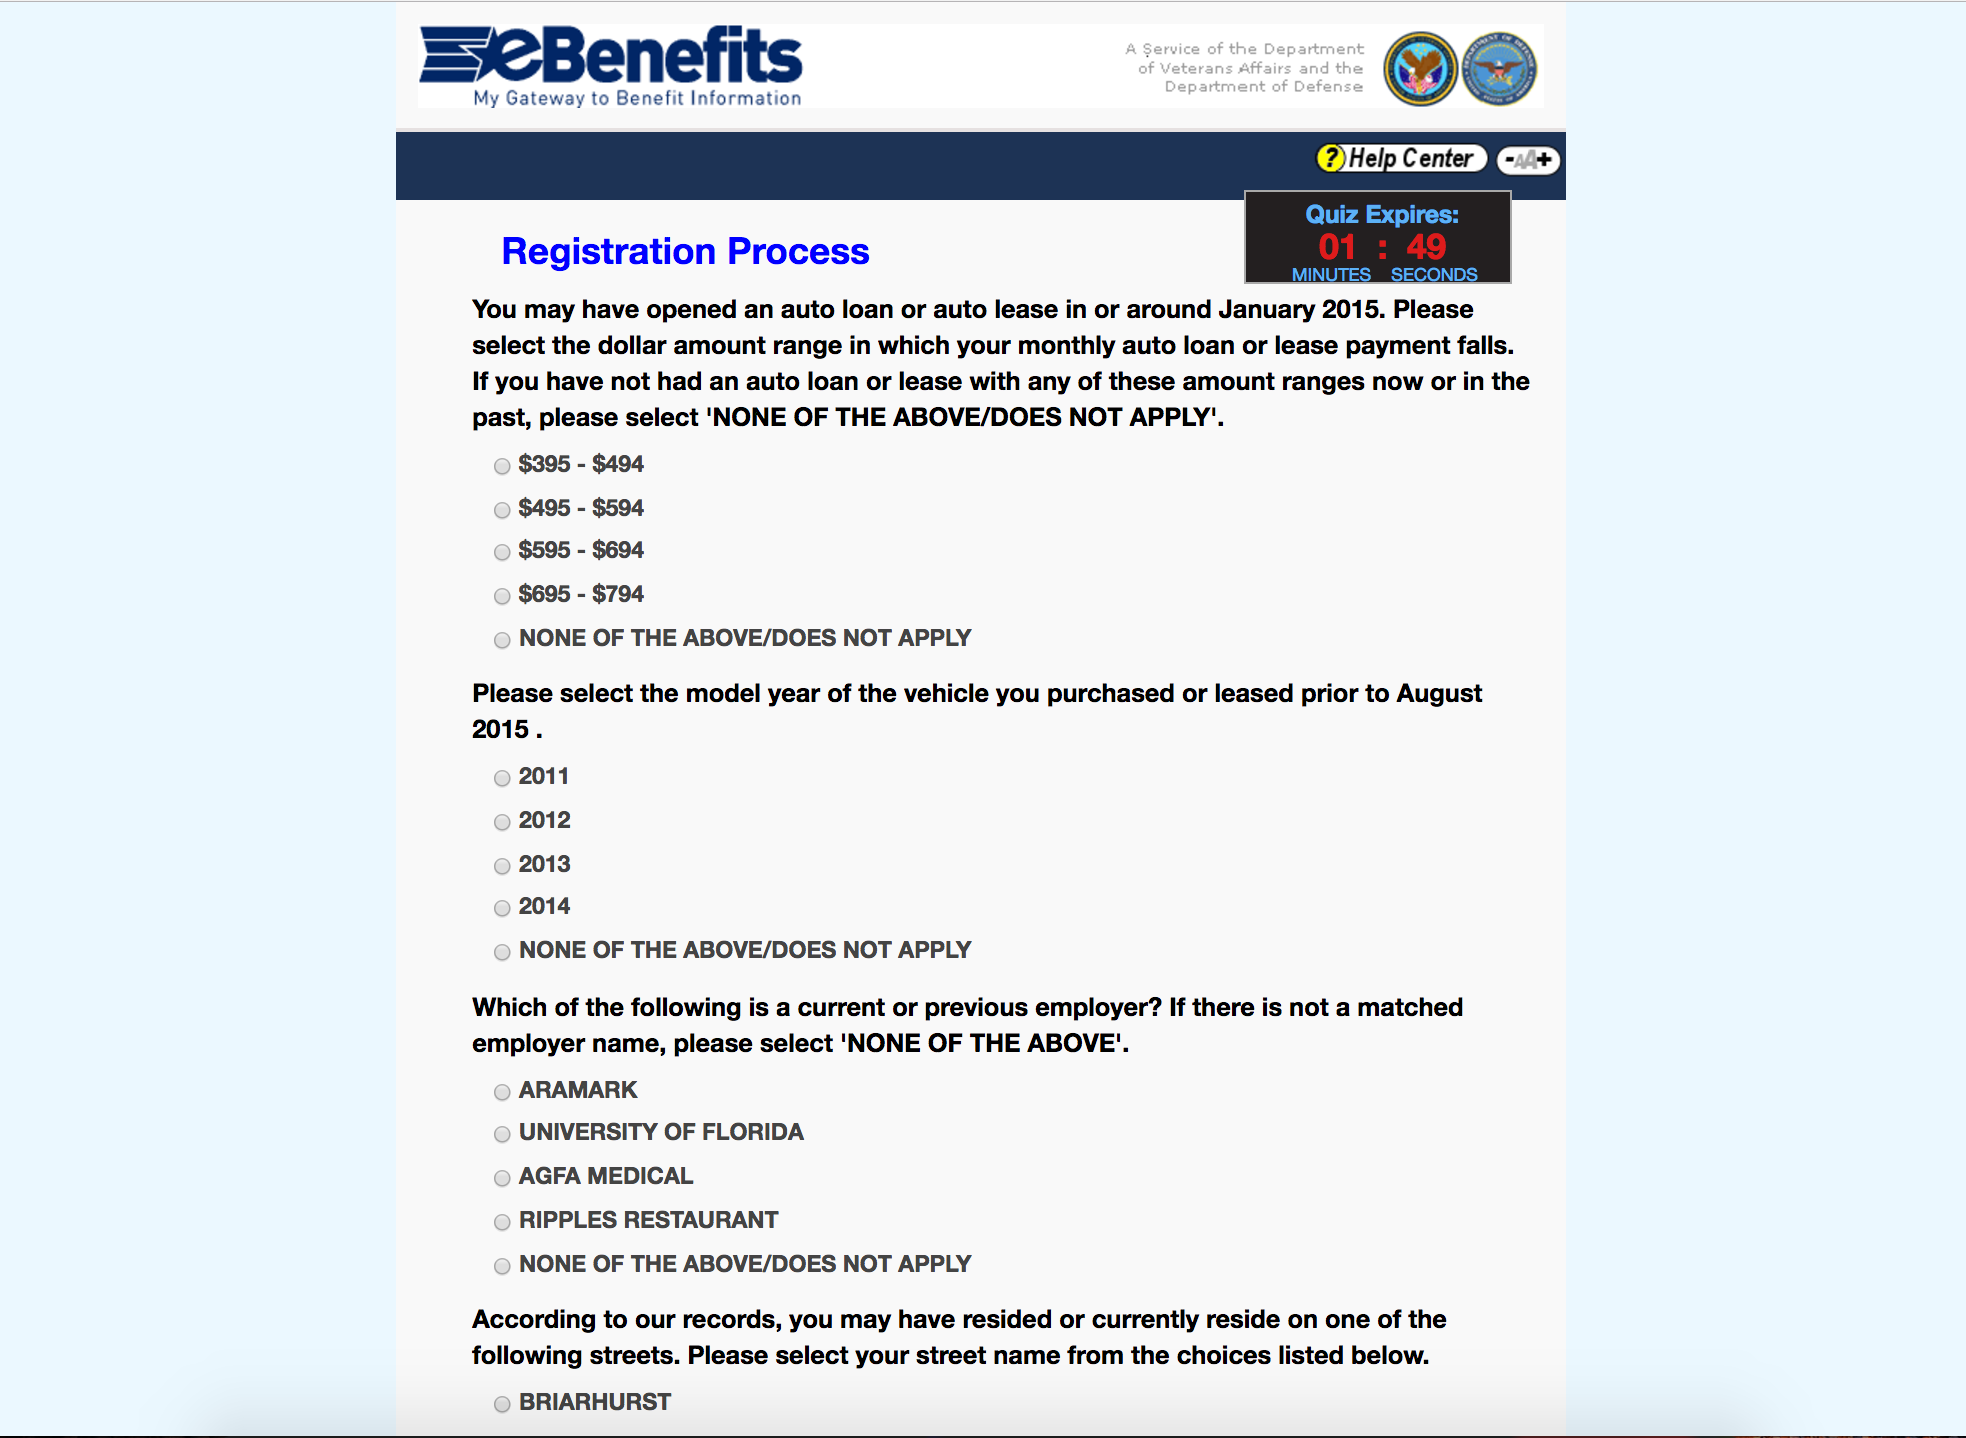 eBenefits
My Gateway to Benefit Information
A Service of the Department
of Veterans Affairs and the
Department of Defense
? Help Center
-AA+
Quiz Expires:
01 : 49
MINUTES SECONDS
Registration Process
You may have opened an auto loan or auto lease in or around January 2015. Please
select the dollar amount range in which your monthly auto loan or lease payment falls.
If you have not had an auto loan or lease with any of these amount ranges now or in the
past, please select 'NONE OF THE ABOVE/DOES NOT APPLY'.
$395 - $494
$495 - $594
$595 - $694
$695 - $794
NONE OF THE ABOVE/DOES NOT APPLY
Please select the model year of the vehicle you purchased or leased prior to August
2015 .
2011
2012
2013
2014
NONE OF THE ABOVE/DOES NOT APPLY
Which of the following is a current or previous employer? If there is not a matched
employer name, please select 'NONE OF THE ABOVE'.
ARAMARK
UNIVERSITY OF FLORIDA
AGFA MEDICAL
RIPPLES RESTAURANT
NONE OF THE ABOVE/DOES NOT APPLY
According to our records, you may have resided or currently reside on one of the
following streets. Please select your street name from the choices listed below.
BRIARHURST